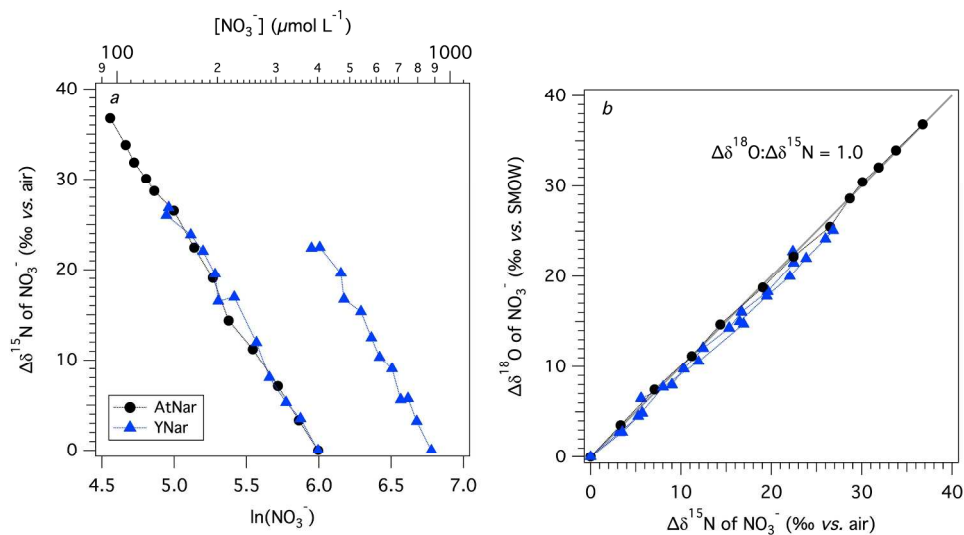 [NO₃⁻] (µmol L⁻¹)
100 1000
9 2 3 4 5 6 7 8 9
a
40
30
20
10
0
Δδ¹⁵N of NO₃⁻ (‰ vs. air)
AtNar
YNar
4.5 5.0 5.5 6.0 6.5 7.0
ln(NO₃⁻)
b
Δδ¹⁸O:Δδ¹⁵N = 1.0
40
30
20
10
0
Δδ¹⁸O of NO₃⁻ (‰ vs. SMOW)
0 10 20 30 40
Δδ¹⁵N of NO₃⁻ (‰ vs. air)